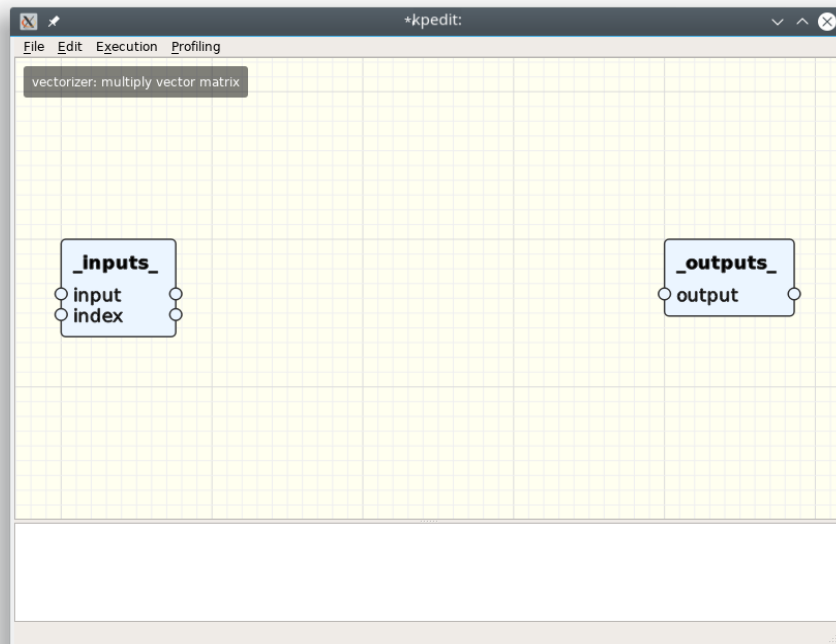 *kpedit:
File Edit Execution Profiling
vectorizer: multiply vector matrix
_inputs_
input
index
_outputs_
output